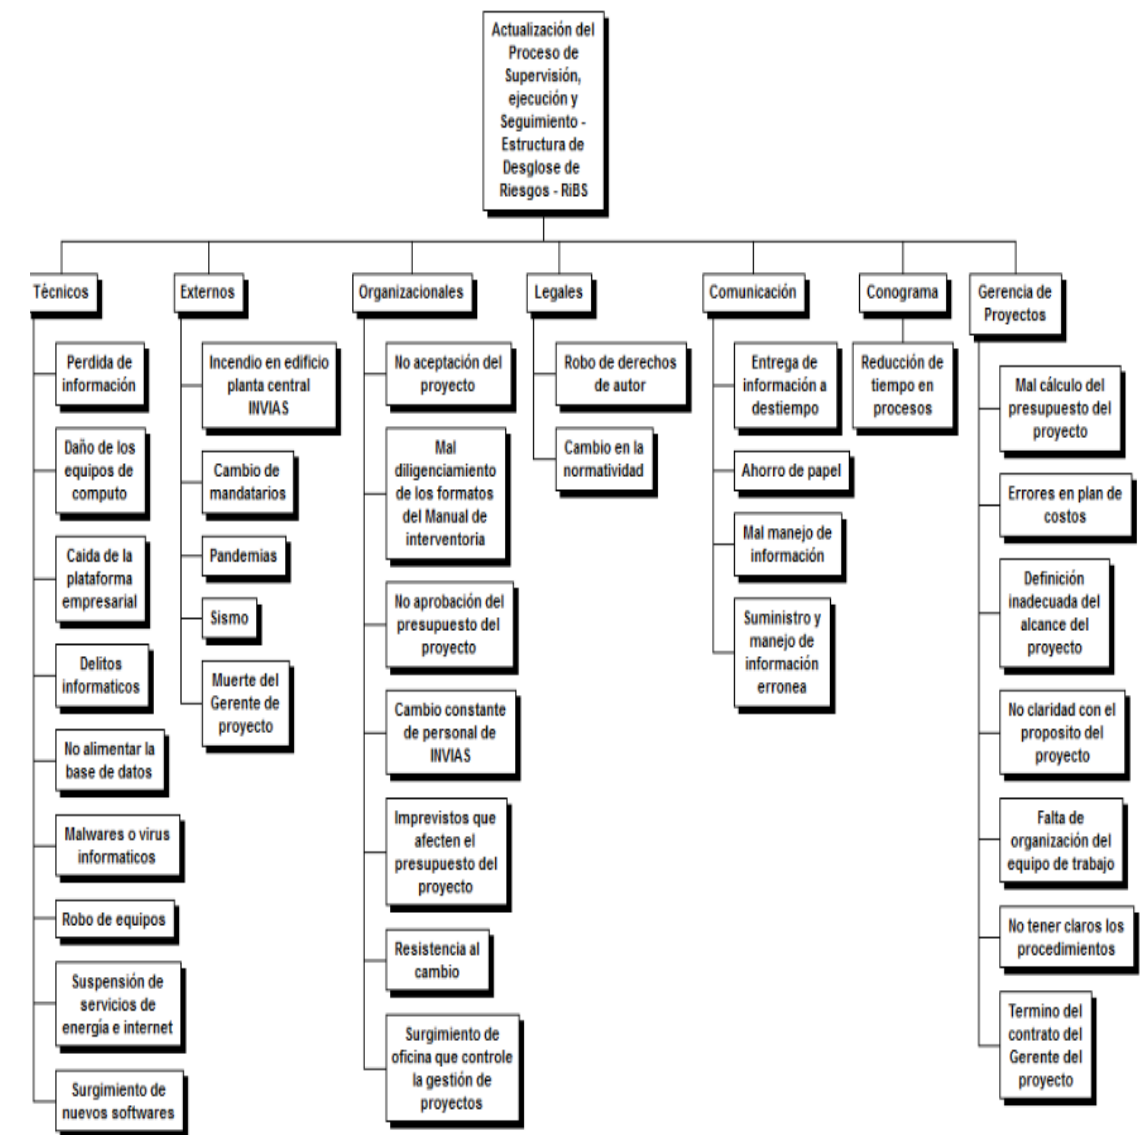 Actualización del
Proceso de
Supervisión,
ejecución y
Seguimiento -
Estructura de
Desglose de
Riesgos - RiBS
Técnicos
Perdida de
información
Daño de los
equipos de
computo
Caida de la
plataforma
empresarial
Delitos
informaticos
No alimentar la
base de datos
Malwares o virus
informaticos
Robo de equipos
Suspensión de
servicios de
energía e internet
Surgimiento de
nuevos softwares
Externos
Incendio en edificio
planta central
INVIAS
Cambio de
mandatarios
Pandemias
Sismo
Muerte del
Gerente de
proyecto
Organizacionales
No aceptación del
proyecto
Mal
diligenciamiento
de los formatos
del Manual de
interventoria
No aprobación del
presupuesto del
proyecto
Cambio constante
de personal de
INVIAS
Imprevistos que
afecten el
presupuesto del
proyecto
Resistencia al
cambio
Surgimiento de
oficina que controle
la gestión de
proyectos
Legales
Robo de derechos
de autor
Cambio en la
normatividad
Comunicación
Entrega de
información a
destiempo
Ahorro de papel
Mal manejo de
información
Suministro y
manejo de
información
erronea
Conograma
Reducción de
tiempo en
procesos
Gerencia de
Proyectos
Mal cálculo del
presupuesto del
proyecto
Errores en plan de
costos
Definición
inadecuada del
alcance del
proyecto
No claridad con el
proposito del
proyecto
Falta de
organización del
equipo de trabajo
No tener claros los
procedimientos
Termino del
contrato del
Gerente del
proyecto